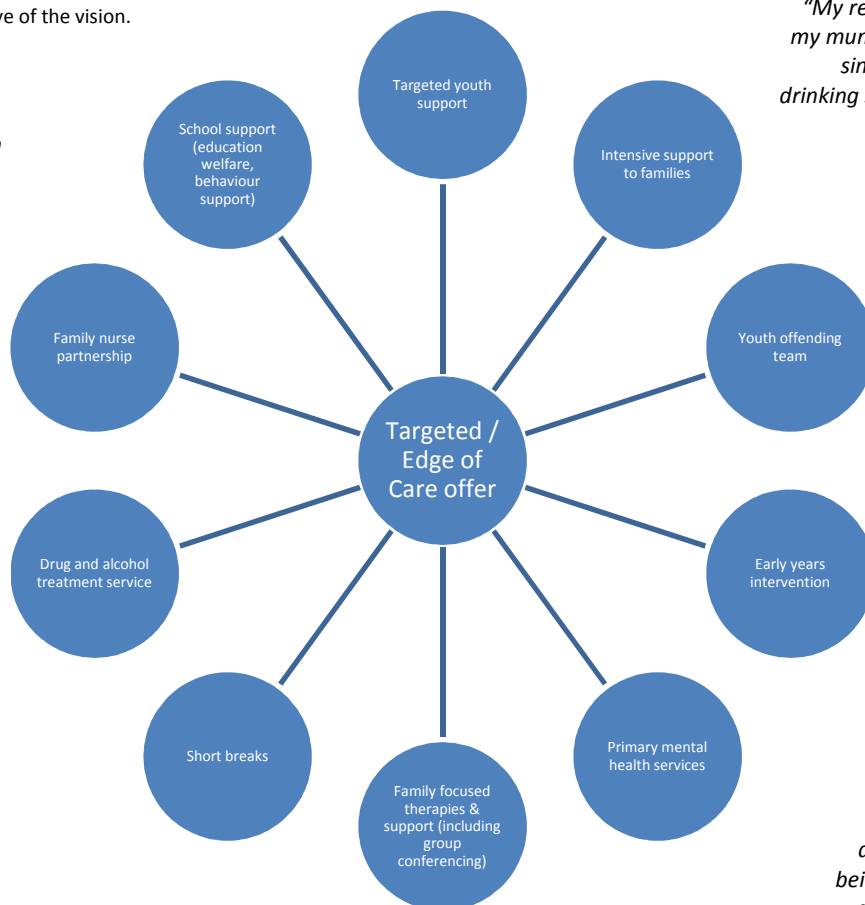 ve of the vision.
"My re
my mun
sin
drinking
Targeted youth
support
School support
(education
welfare,
behaviour
support)
Intensive support
to families
Family nurse
partnership
Youth offending
team
Targeted /
Edge of
Care offer
Drug and alcohol
treatment service
Early years
intervention
Short breaks
Primary mental
health services
Family focused
therapies &
support (including
group
conferencing)
bei